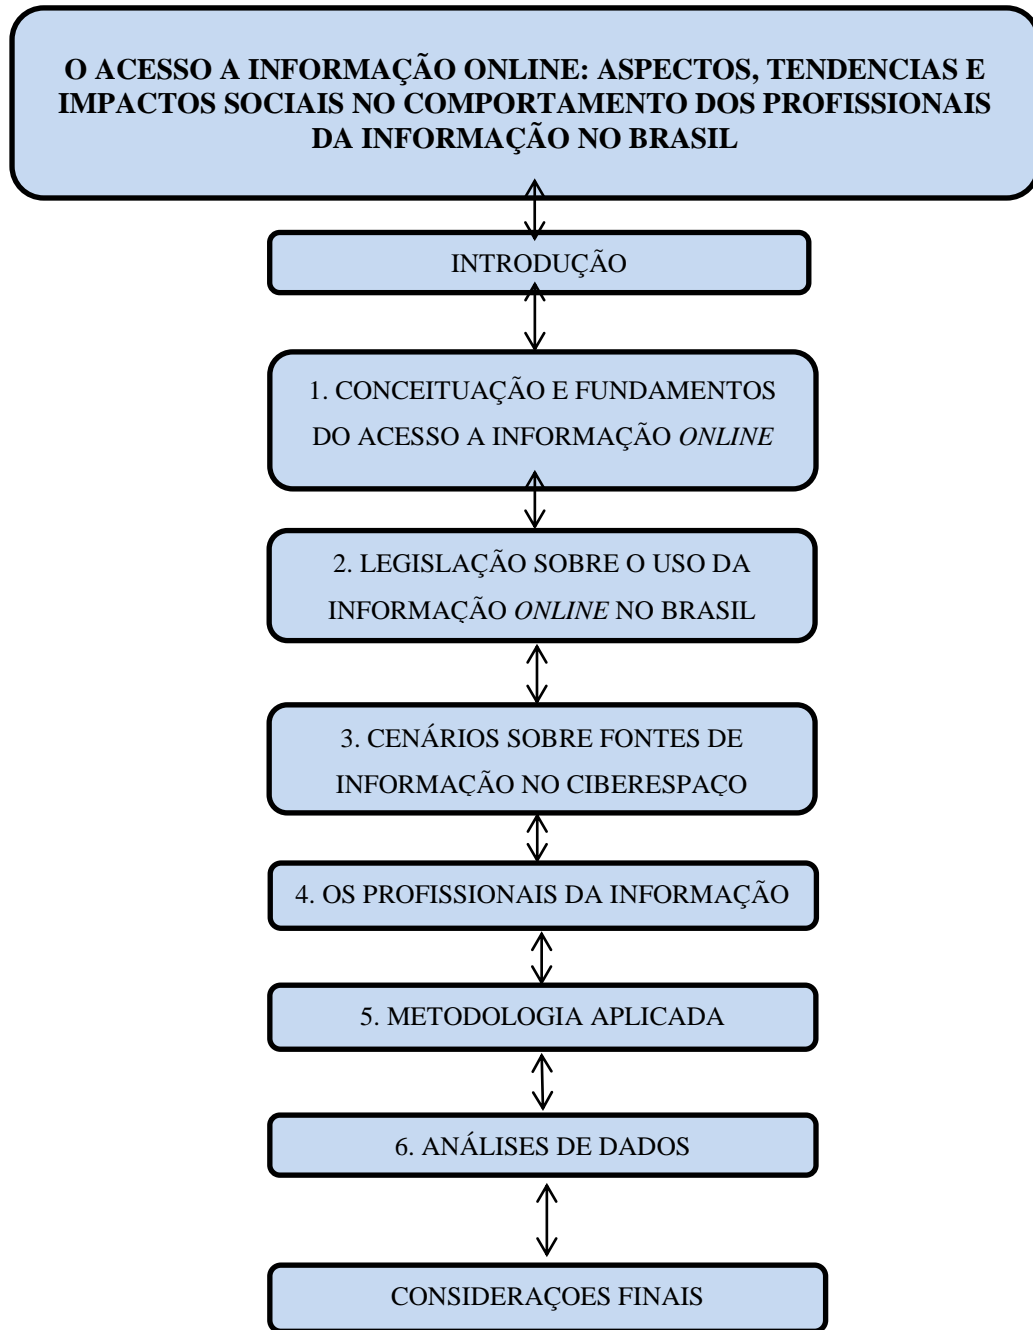 O ACESSO A INFORMAÇÃO ONLINE: ASPECTOS, TENDENCIAS E
IMPACTOS SOCIAIS NO COMPORTAMENTO DOS PROFISSIONAIS
DA INFORMAÇÃO NO BRASIL
INTRODUÇÃO
1. CONCEITUAÇÃO E FUNDAMENTOS
DO ACESSO A INFORMAÇÃO ONLINE
2. LEGISLAÇÃO SOBRE O USO DA
INFORMAÇÃO ONLINE NO BRASIL
3. CENÁRIOS SOBRE FONTES DE
INFORMAÇÃO NO CIBERESPAÇO
4. OS PROFISSIONAIS DA INFORMAÇÃO
5. METODOLOGIA APLICADA
6. ANÁLISES DE DADOS
CONSIDERAÇOES FINAIS